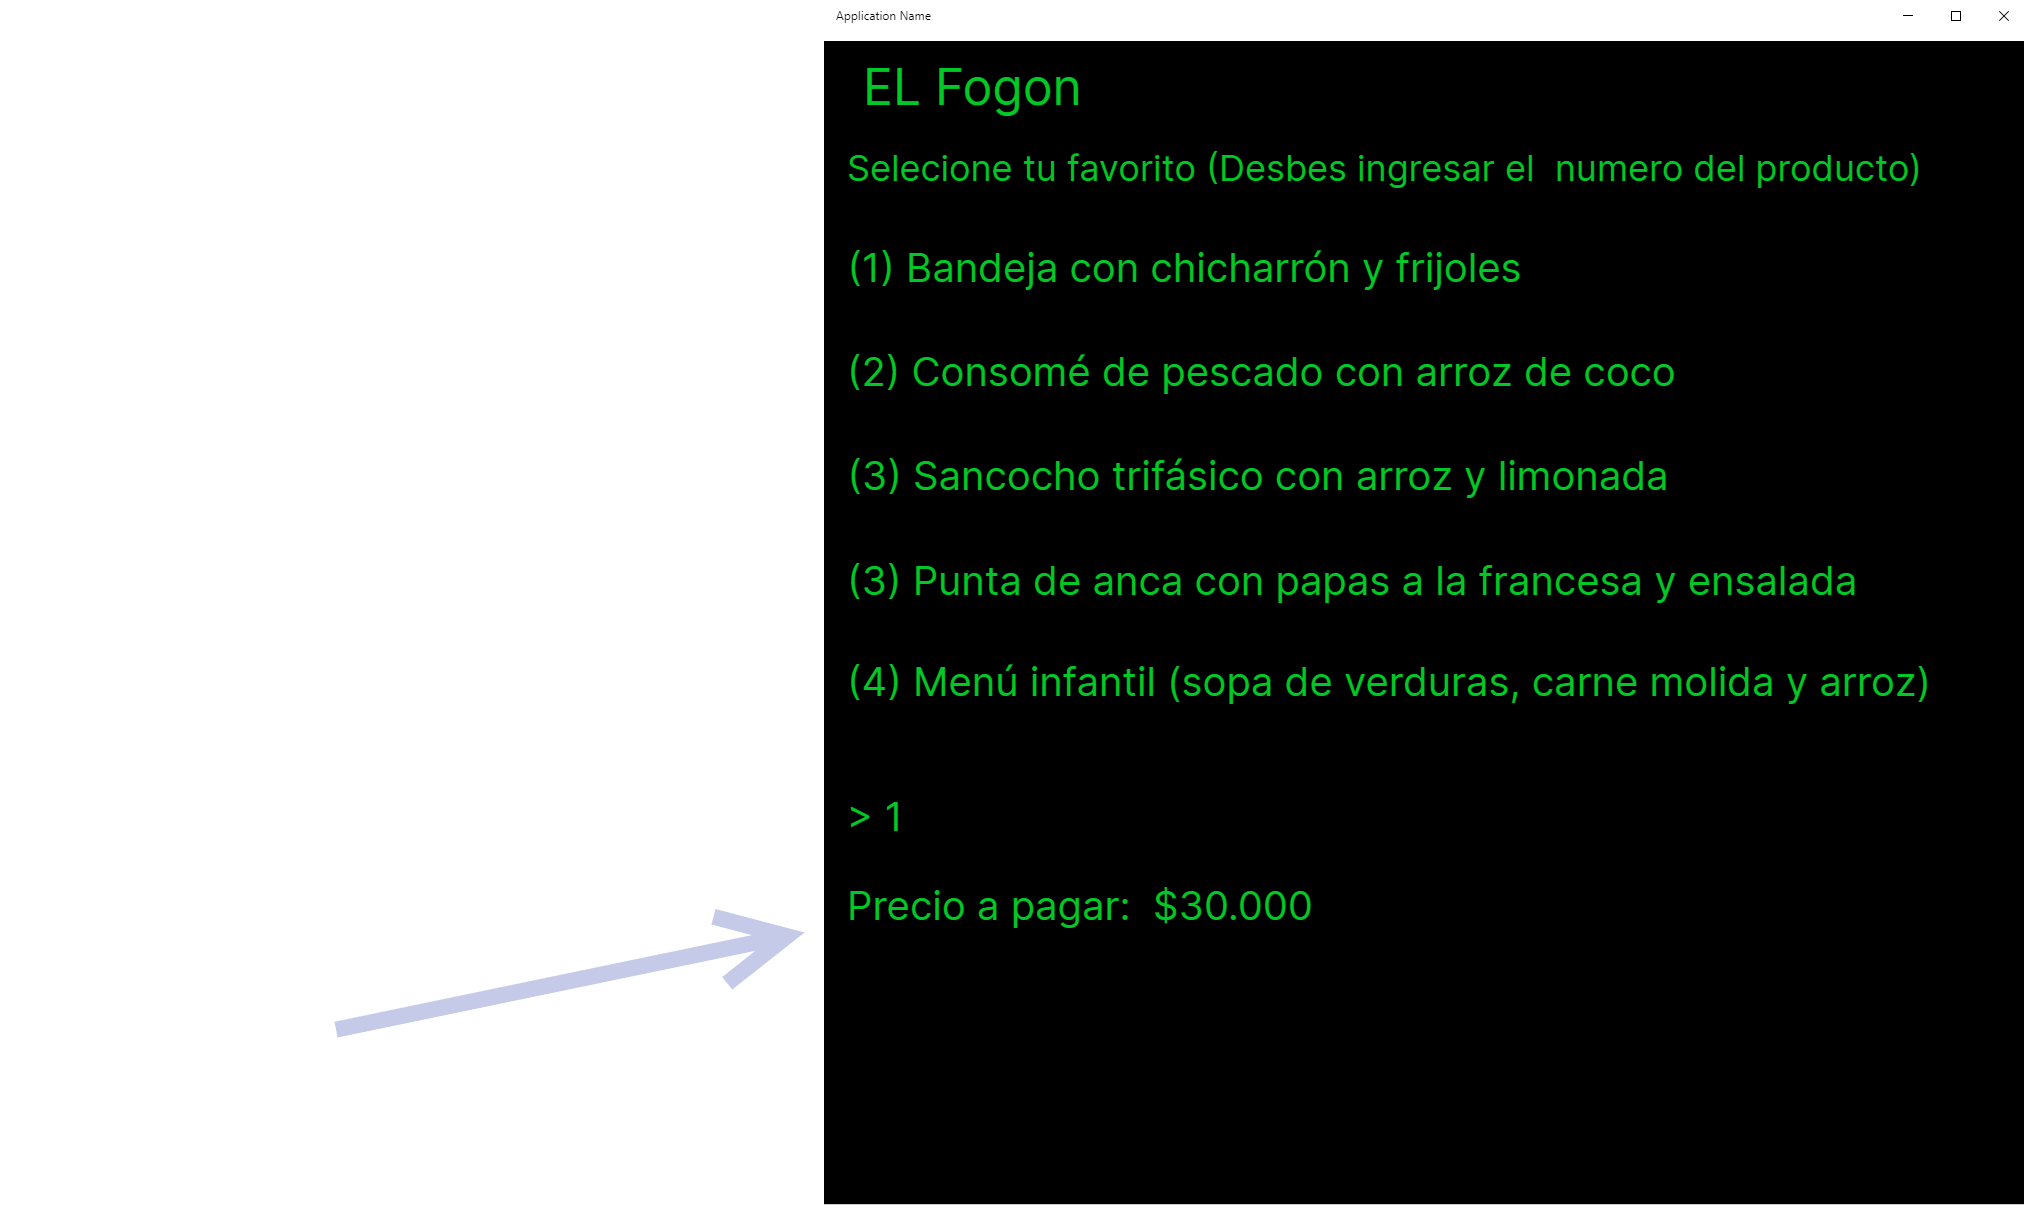 Application Name
EL Fogon
Selecione tu favorito (Desbes ingresar el  numero del producto)
(1) Bandeja con chicharrón y frijoles
(2) Consomé de pescado con arroz de coco
(3) Sancocho trifásico con arroz y limonada
(3) Punta de anca con papas a la francesa y ensalada
(4) Menú infantil (sopa de verduras, carne molida y arroz)
> 1
Precio a pagar:  $30.000